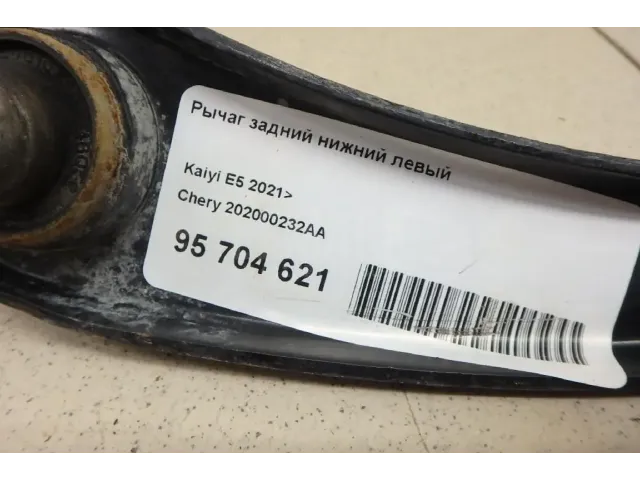 Рычаг задний нижний левый
Kaiyi E5 2021>
Chery 202000232AA
95 704 621